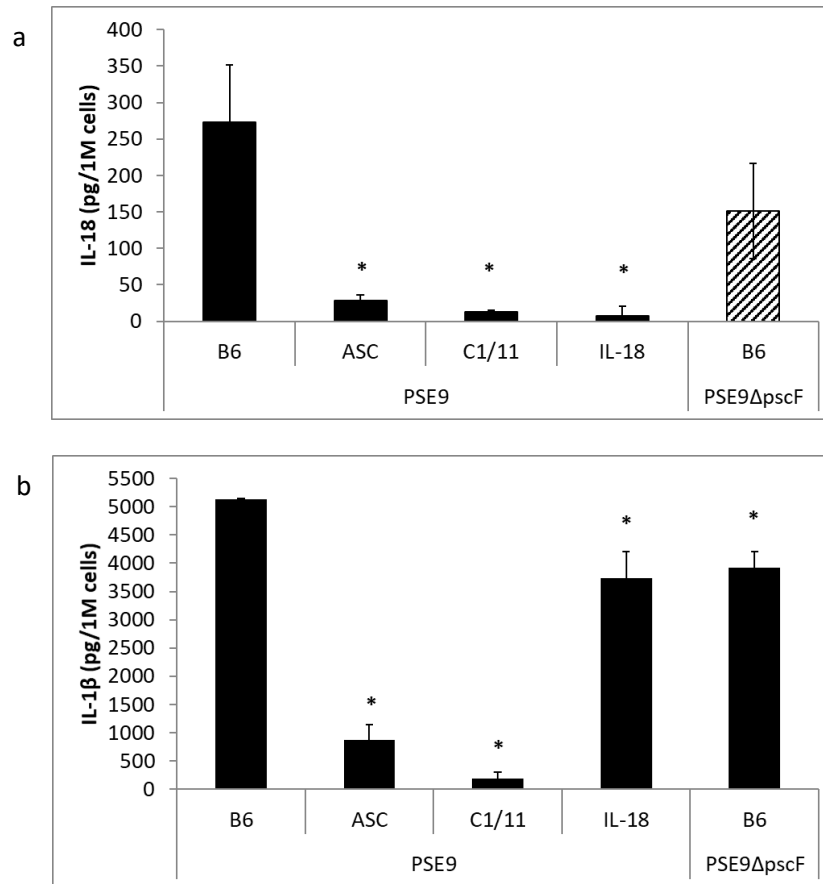 a
IL-18 (pg/1M cells)
400
350
300
250
200
150
100
50
0
*
*
*
B6
ASC
C1/11
IL-18
B6
PSE9
PSE9ΔpscF
b
IL-1β (pg/1M cells)
5500
5000
4500
4000
3500
3000
2500
2000
1500
1000
500
0
*
*
*
*
B6
ASC
C1/11
IL-18
B6
PSE9
PSE9ΔpscF